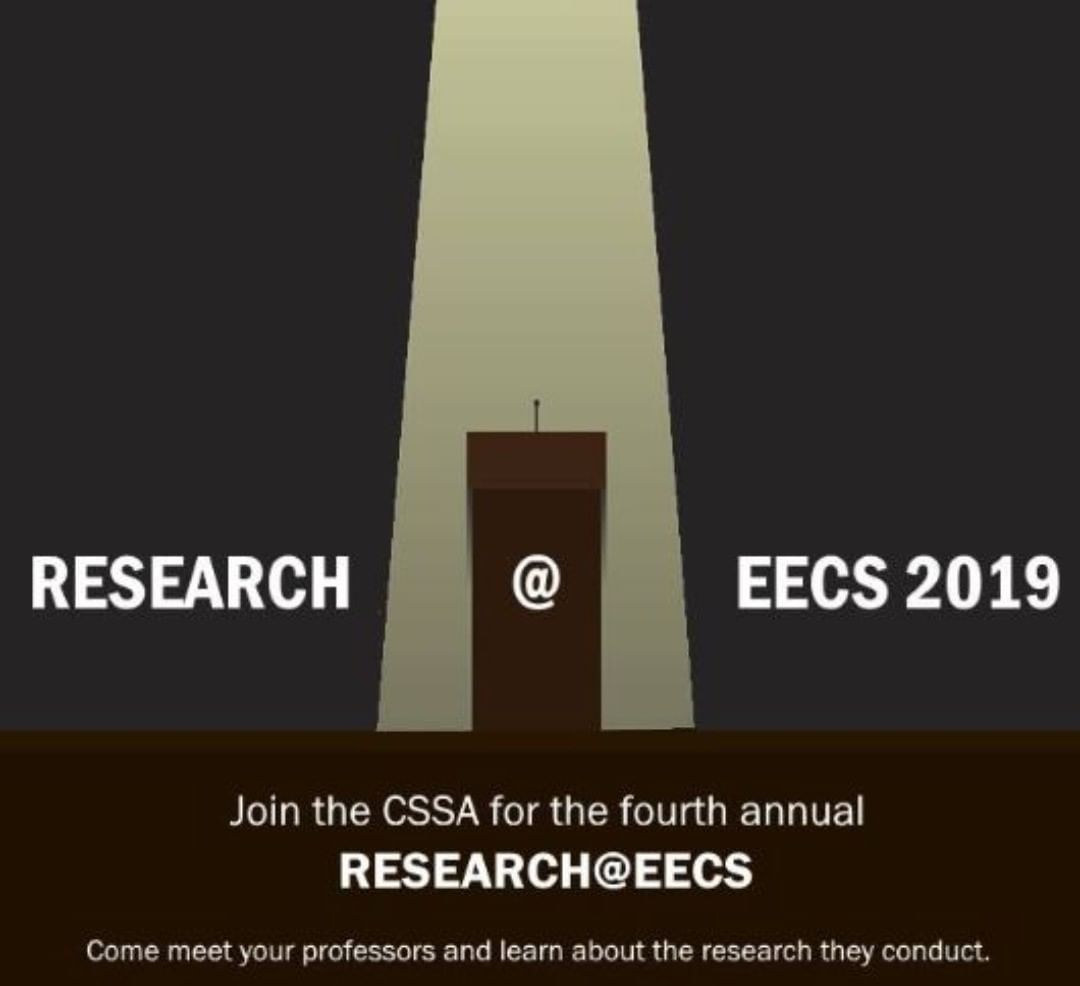 RESEARCH @ EECS 2019
Join the CSSA for the fourth annual
RESEARCH@EECS
Come meet your professors and learn about the research they conduct.